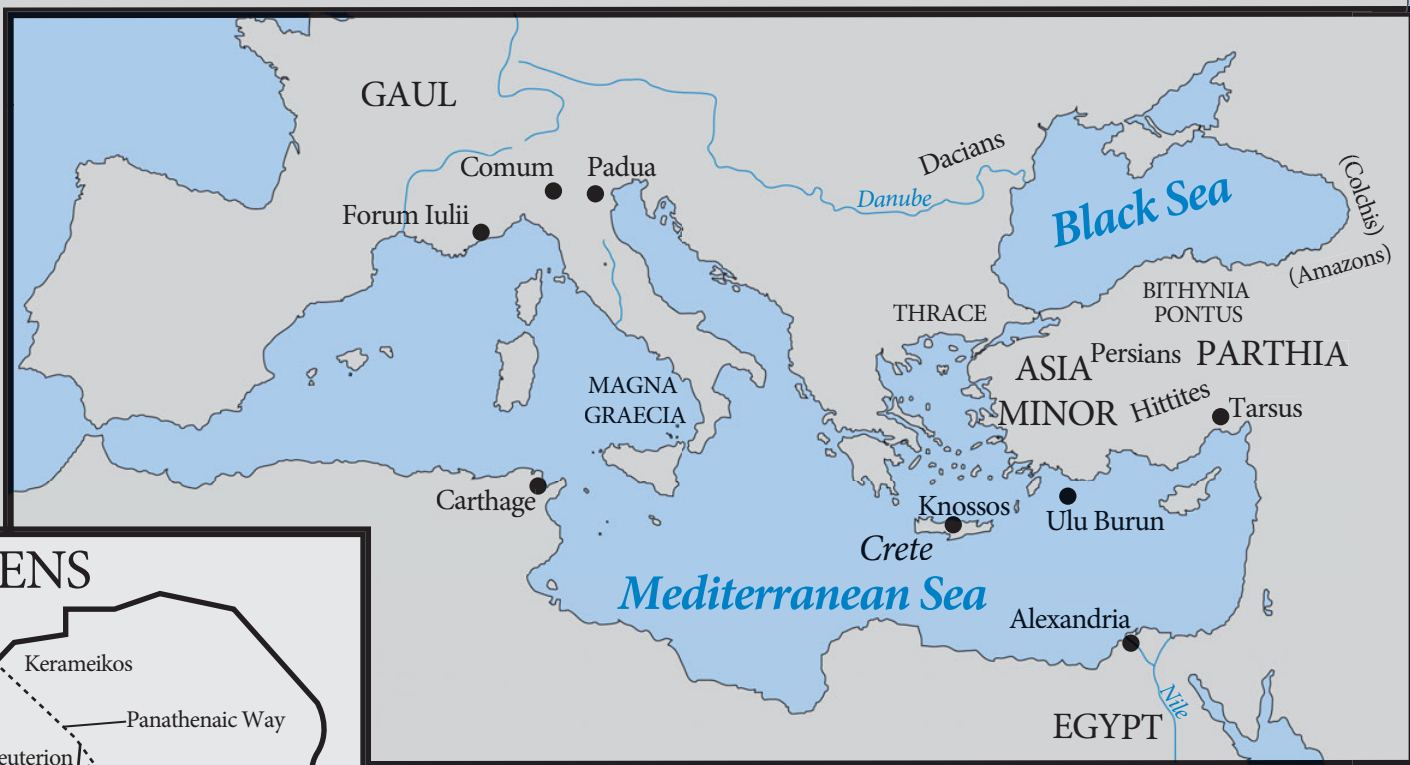 GAUL
Comum
Padua
Forum Iulii
Dacians
Danube
Black Sea
(Colchis)
(Amazons)
THRACE
BITHYNIA
PONTUS
ASIA
MINOR
Persians
PARTHIA
Hittites
Tarsus
MAGNA
GRAECIA
Carthage
Knossos
Crete
Ulu Burun
Mediterranean Sea
Alexandria
Nile
EGYPT
ENS
Kerameikos
Panathenaic Way
euterion